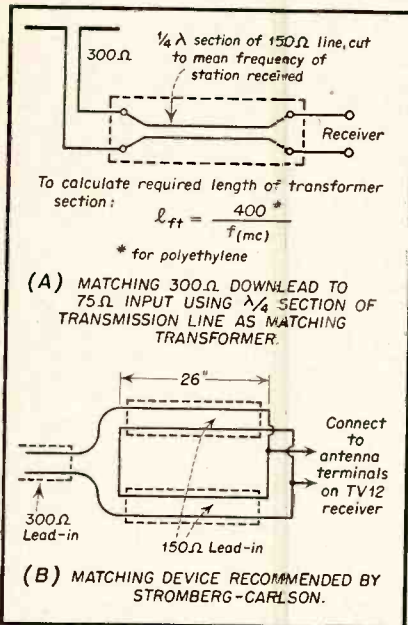 1/4 λ section of 150Ω line, cut
to mean frequency of
station received
300Ω
Receiver
To calculate required length of transformer
section:
ℓft = 400* / f(mc)
* for polyethylene
(A) MATCHING 300Ω DOWNLEAD TO
75Ω INPUT USING λ/4 SECTION OF
TRANSMISSION LINE AS MATCHING
TRANSFORMER.
26"
Connect
to
antenna
terminals
on TV12
receiver
300Ω
Lead-in
150Ω Lead-in
(B) MATCHING DEVICE RECOMMENDED BY
STROMBERG-CARLSON.